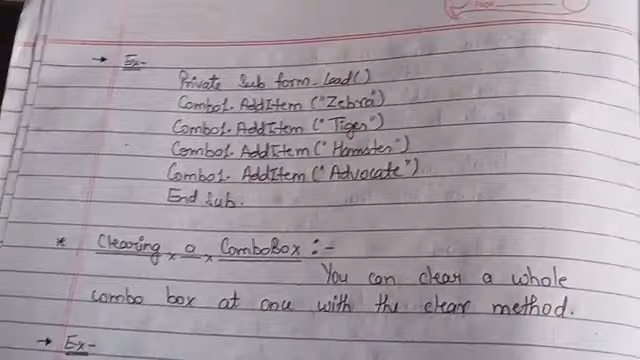 Page
→ Ex-
Private Sub form_Load()
Combo1.AddItem ("Zebra")
Combo1.AddItem ("Tiger")
Combo1.AddItem ("Hamster")
Combo1.AddItem ("Advocate")
End Sub.
* Clearing a ComboBox :-
You can clear a whole
combo box at once with the clear method.
→ Ex-